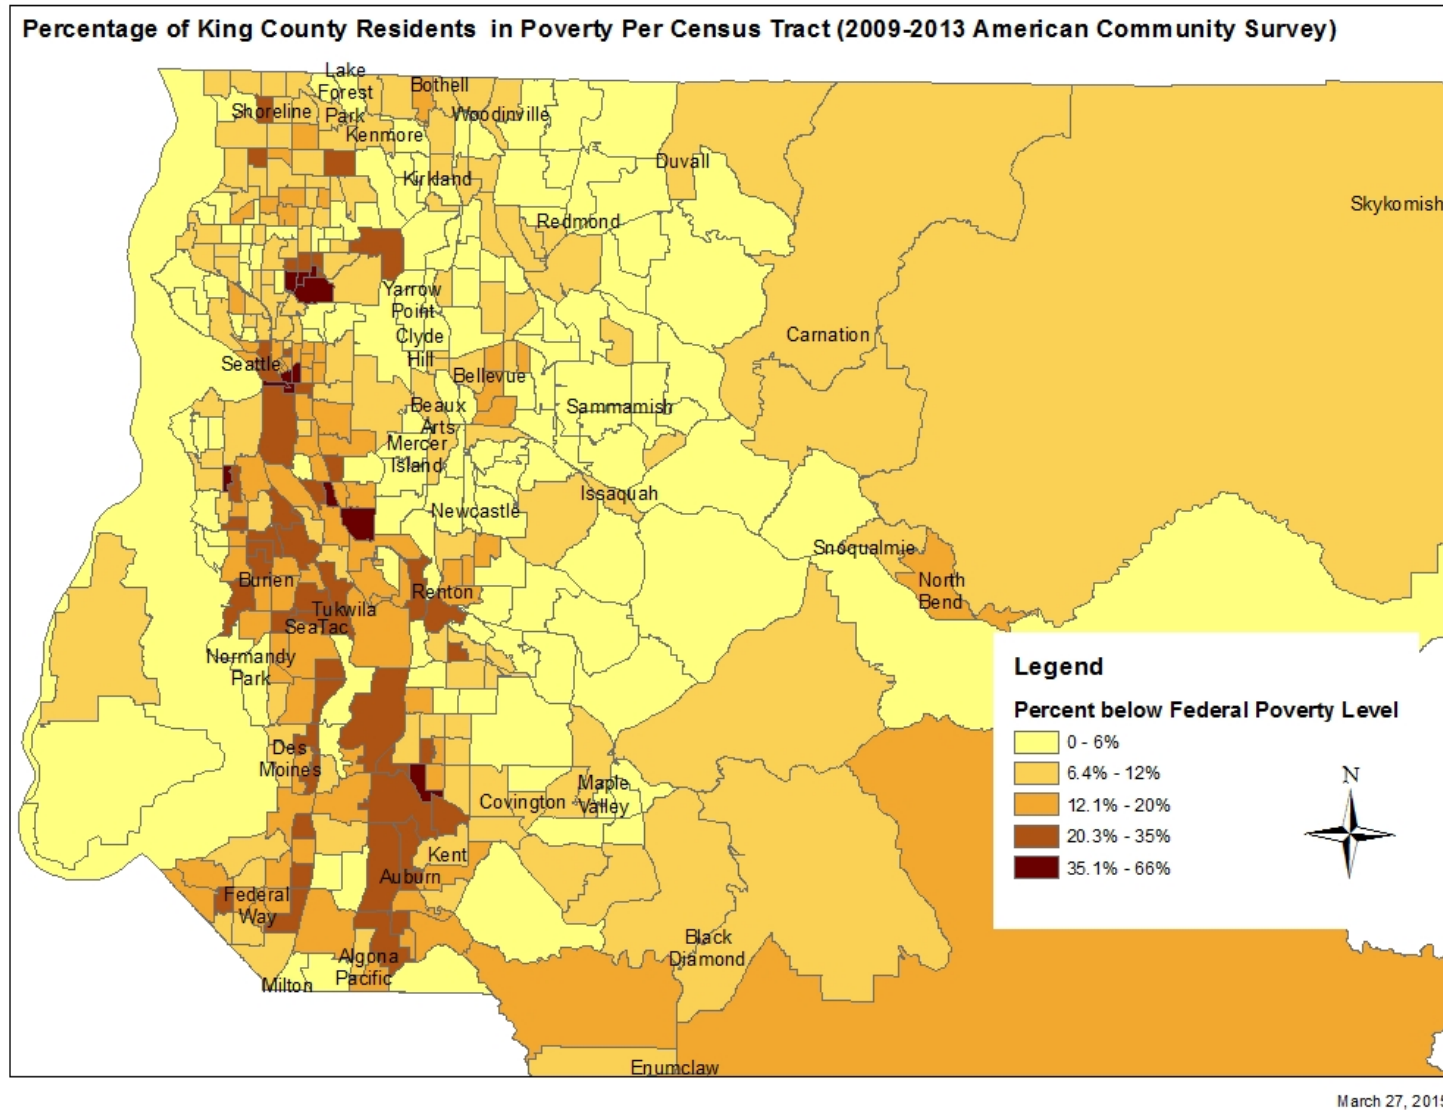 Percentage of King County Residents in Poverty Per Census Tract (2009-2013 American Community Survey)
Lake
Forest
Park
Bothell
Shoreline
Woodinville
Kenmore
Duvall
Kirkland
Skykomish
Redmond
Yarrow
Point
Clyde
Hill
Carnation
Seattle
Bellevue
Beaux
Arts
Sammamish
Mercer
Island
Issaquah
Newcastle
Snoqualmie
North
Bend
Burien
Renton
Tukwila
SeaTac
Normandy
Park
Des
Moines
Maple
Valley
Covington
Kent
Auburn
Federal
Way
Black
Diamond
Algona
Pacific
Milton
Enumclaw
Legend
Percent below Federal Poverty Level
0 - 6%
6.4% - 12%
12.1% - 20%
20.3% - 35%
35.1% - 66%
N
March 27, 2015